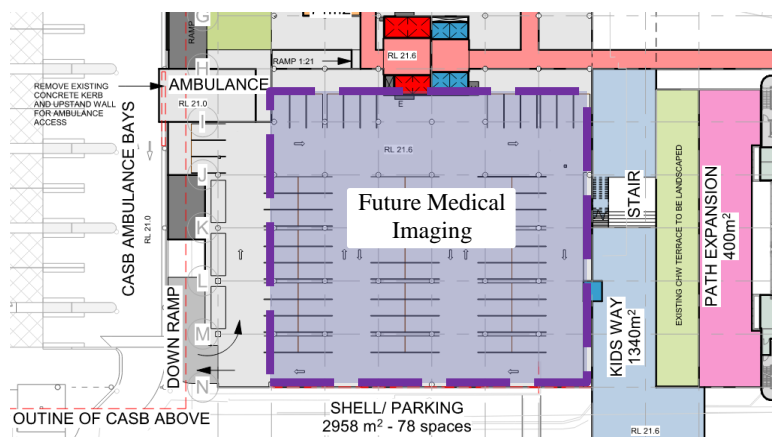 G
RAMP
H
RAMP 1:21
RL 21.6
REMOVE EXISTING
CONCRETE KERB
AND UPSTAND WALL
FOR AMBULANCE
ACCESS
AMBULANCE
RL 21.0
E
I
RL 21.6
J
CASB AMBULANCE BAYS
RL 21.0
Future Medical
Imaging
STAIR
K
L
M
N
DOWN RAMP
KIDS WAY
1340m²
EXISTING CHW TERRACE TO BE LANDSCAPED
PATH EXPANSION
400m²
OUTINE OF CASB ABOVE
SHELL/ PARKING
2958 m² - 78 spaces
RL 21.6